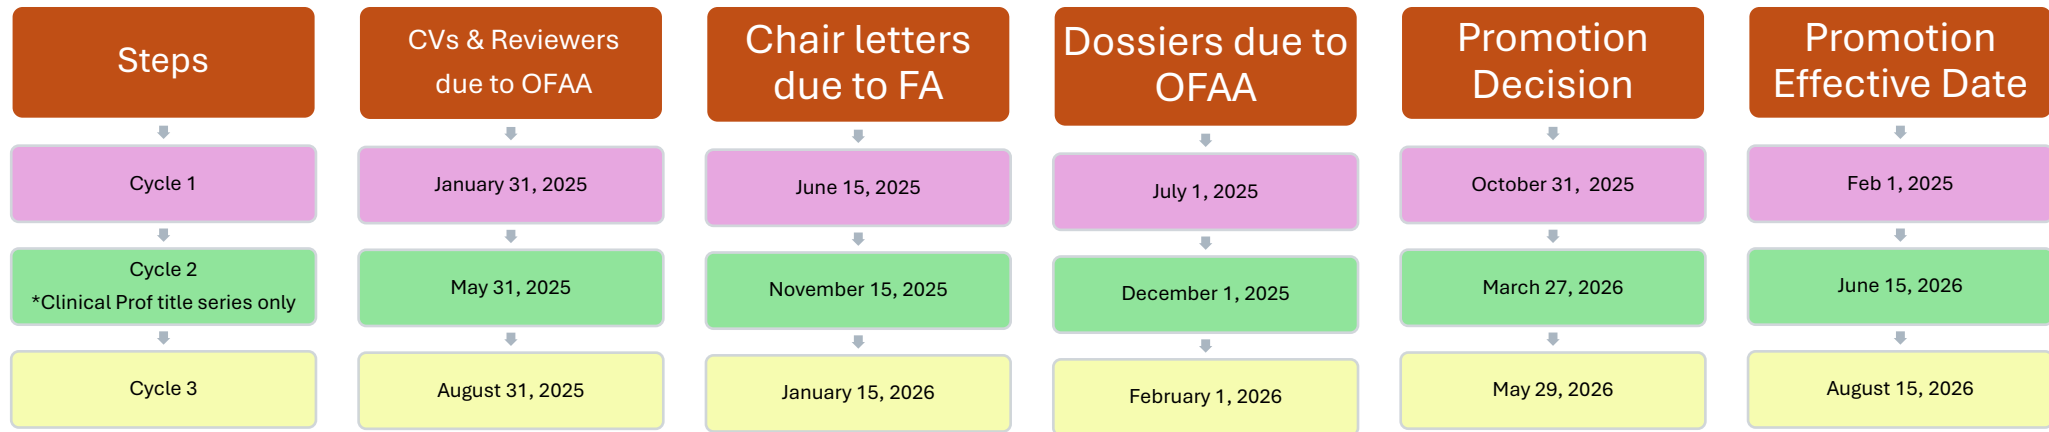 Steps
Cycle 1
Cycle 2
*Clinical Prof title series only
Cycle 3
CVs & Reviewers
due to OFAA
January 31, 2025
May 31, 2025
August 31, 2025
Chair letters
due to FA
June 15, 2025
November 15, 2025
January 15, 2026
Dossiers due to
OFAA
July 1, 2025
December 1, 2025
February 1, 2026
Promotion
Decision
October 31, 2025
March 27, 2026
May 29, 2026
Promotion
Effective Date
Feb 1, 2025
June 15, 2026
August 15, 2026